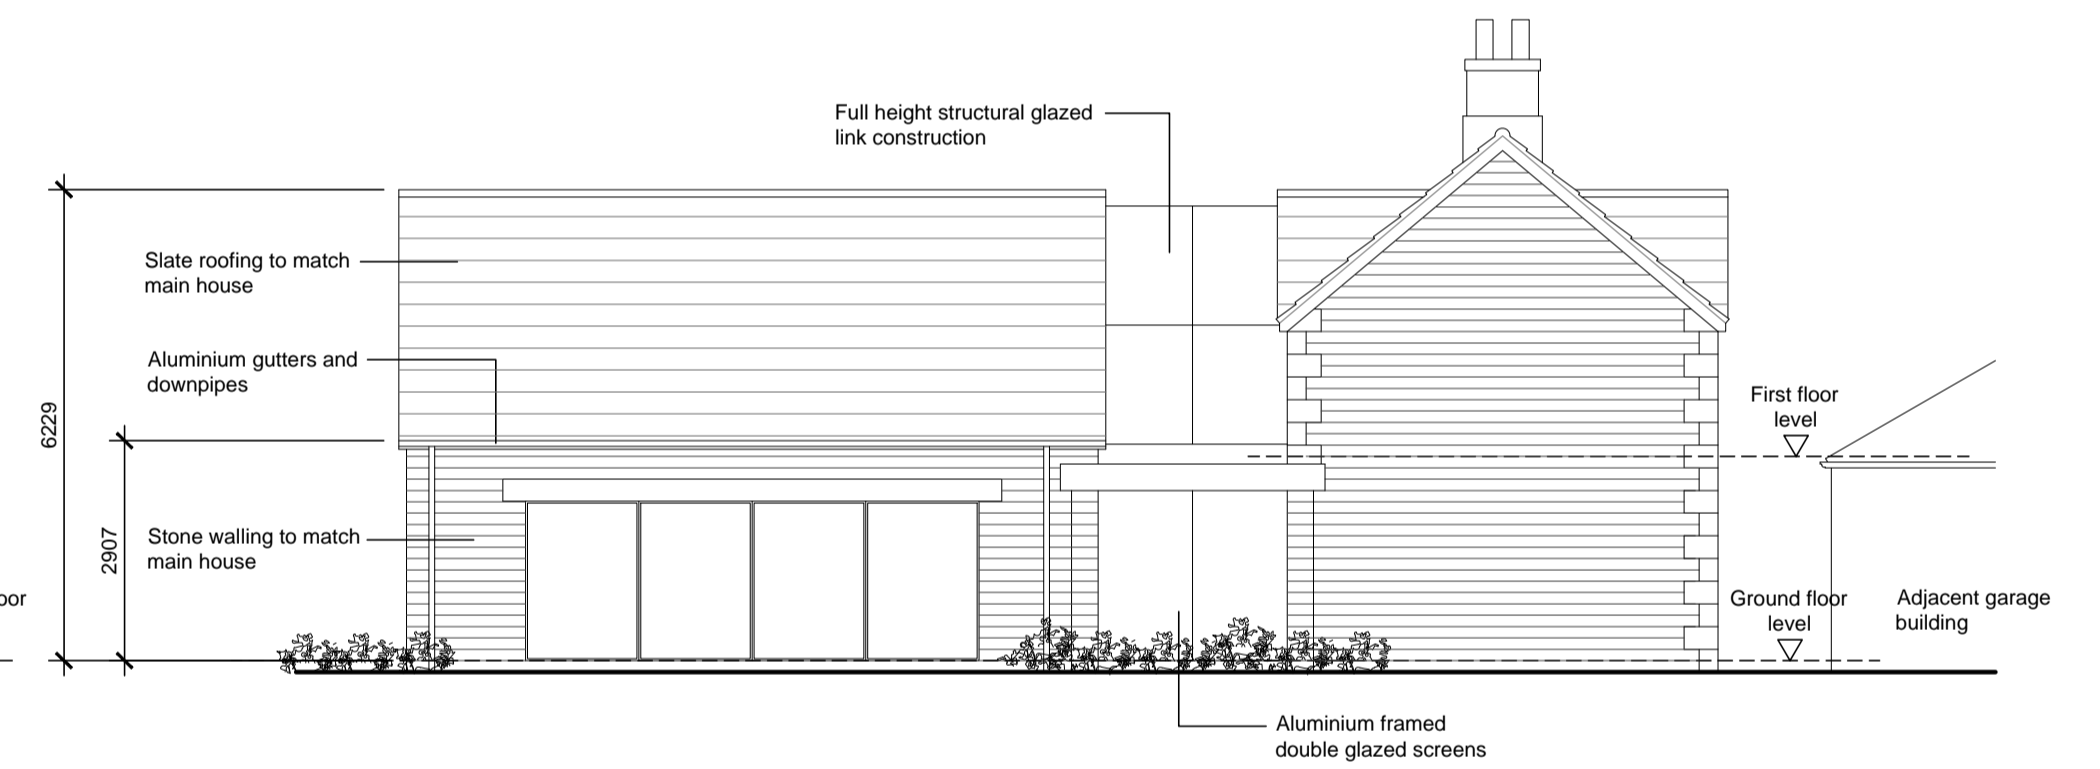 Full height structural glazed
link construction
Slate roofing to match
main house
Aluminium gutters and
downpipes
6229
First floor
level
2907
Stone walling to match
main house
oor
Ground floor
level
Adjacent garage
building
Aluminium framed
double glazed screens